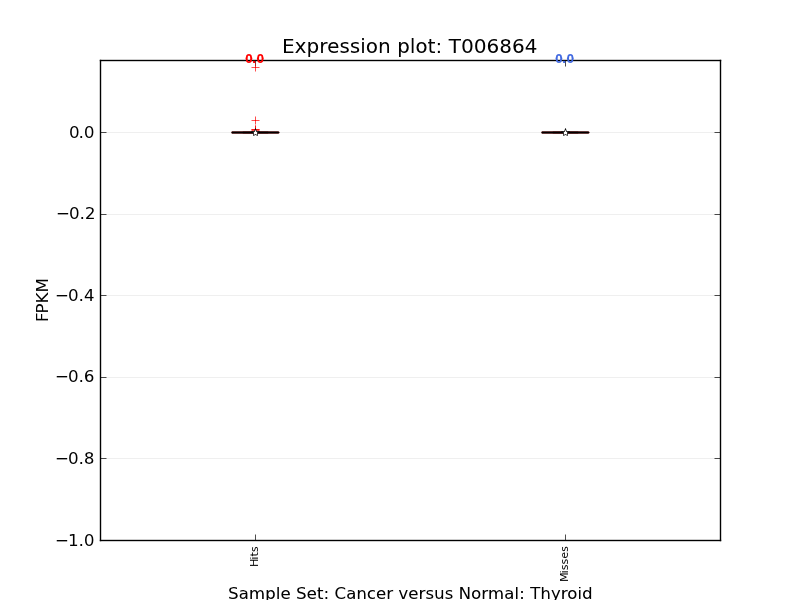 Expression plot: T006864
0.0
0.0
0.0
−0.2
−0.4
−0.6
−0.8
−1.0
FPKM
Hits
Misses
Sample Set: Cancer versus Normal: Thyroid